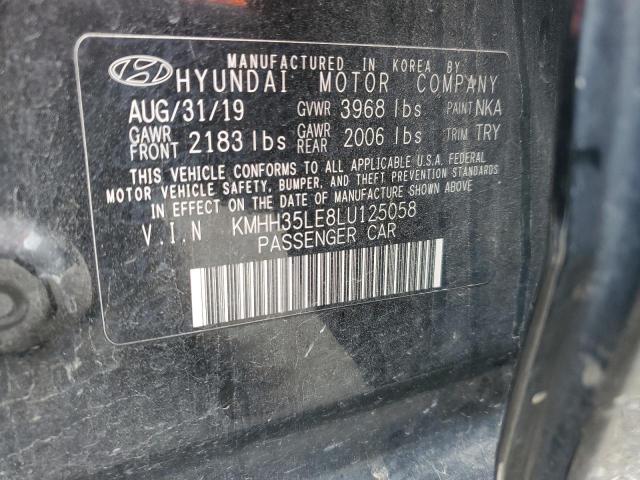 MANUFACTURED IN KOREA BY
HYUNDAI MOTOR COMPANY
AUG/31/19 GVWR 3968 lbs PAINT NKA
GAWR FRONT 2183 lbs GAWR REAR 2006 lbs TRIM TRY
THIS VEHICLE CONFORMS TO ALL APPLICABLE U.S.A. FEDERAL
MOTOR VEHICLE SAFETY, BUMPER, AND THEFT PREVENTION STANDARDS
IN EFFECT ON THE DATE OF MANUFACTURE SHOWN ABOVE.
V.I.N KMHH35LE8LU125058
PASSENGER CAR